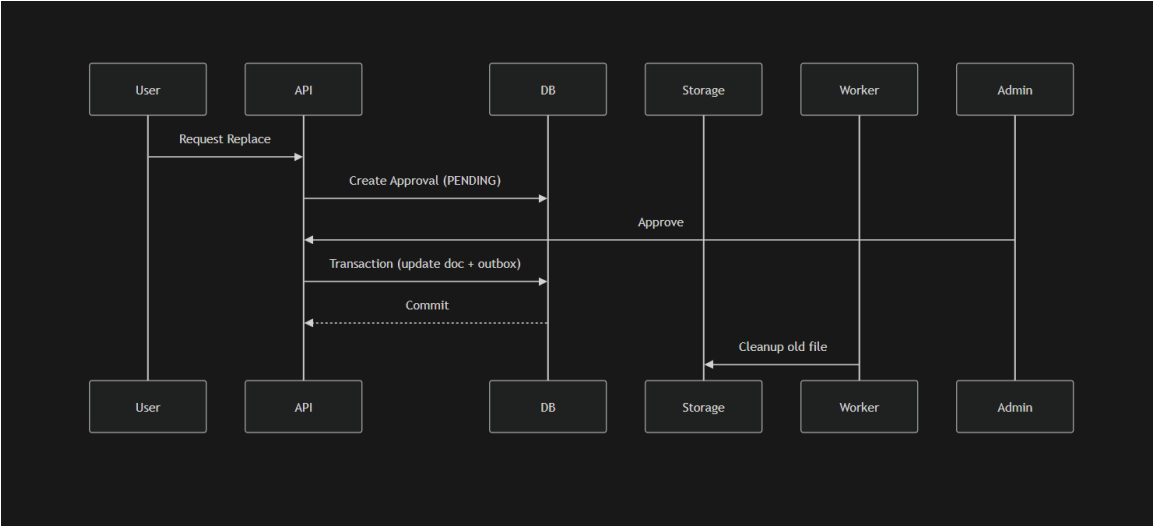 User
API
DB
Storage
Worker
Admin
Request Replace
Create Approval (PENDING)
Approve
Transaction (update doc + outbox)
Commit
Cleanup old file
User
API
DB
Storage
Worker
Admin